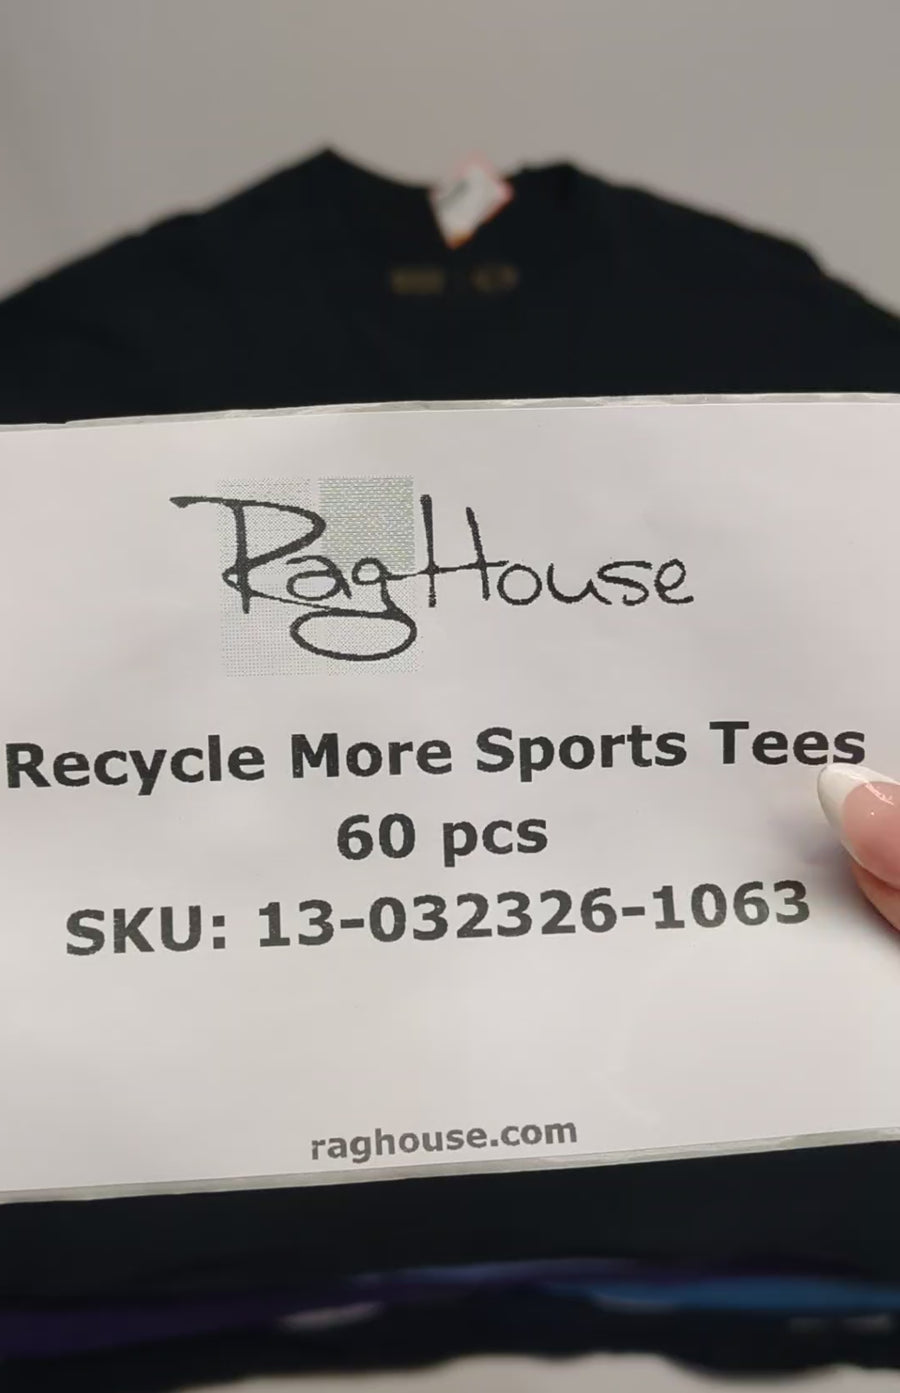 RagHouse
Recycle More Sports Tees
60 pcs
SKU: 13-032326-1063
raghouse.com